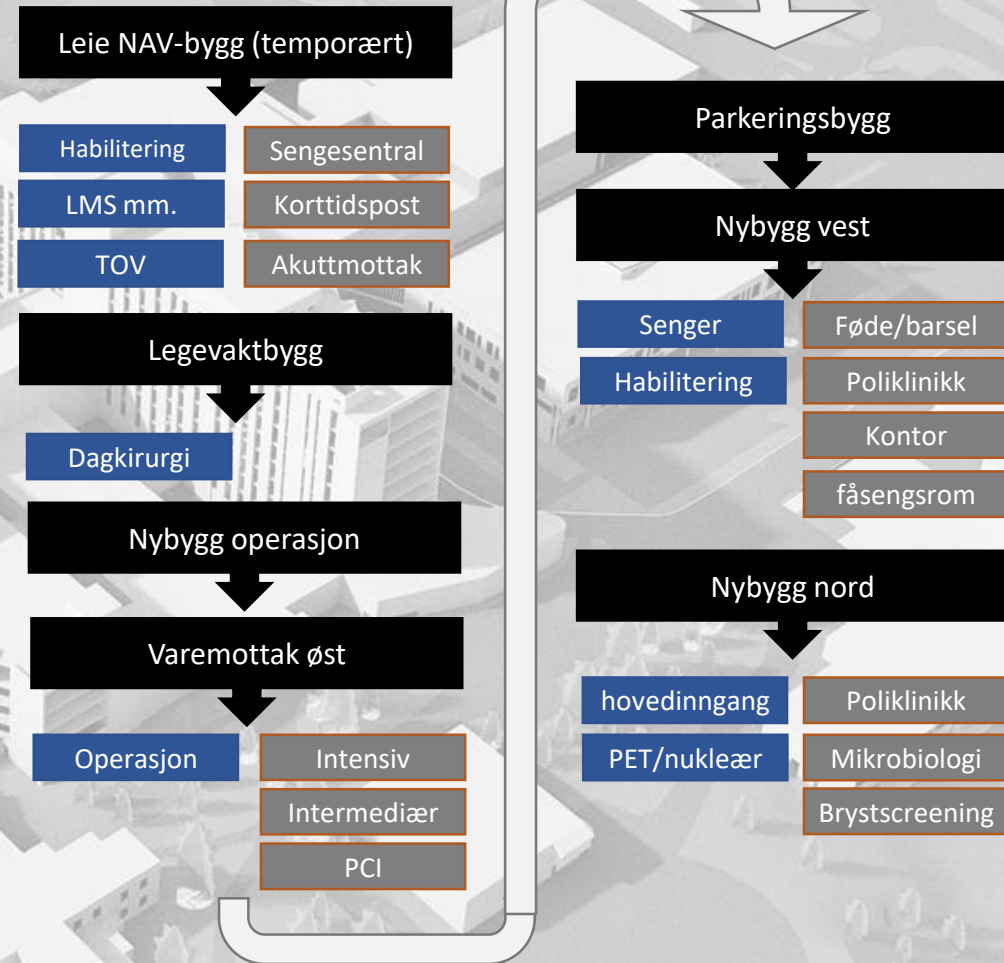 Leie NAV-bygg (temporært)
Habilitering
Sengesentral
LMS mm.
Korttidspost
TOV
Akuttmottak
Legevaktbygg
Dagkirurgi
Nybygg operasjon
Varemottak øst
Operasjon
Intensiv
Intermediær
PCI
Parkeringsbygg
Nybygg vest
Senger
Føde/barsel
Habilitering
Poliklinikk
Kontor
fåsengsrom
Nybygg nord
hovedinngang
Poliklinikk
PET/nukleær
Mikrobiologi
Brystscreening